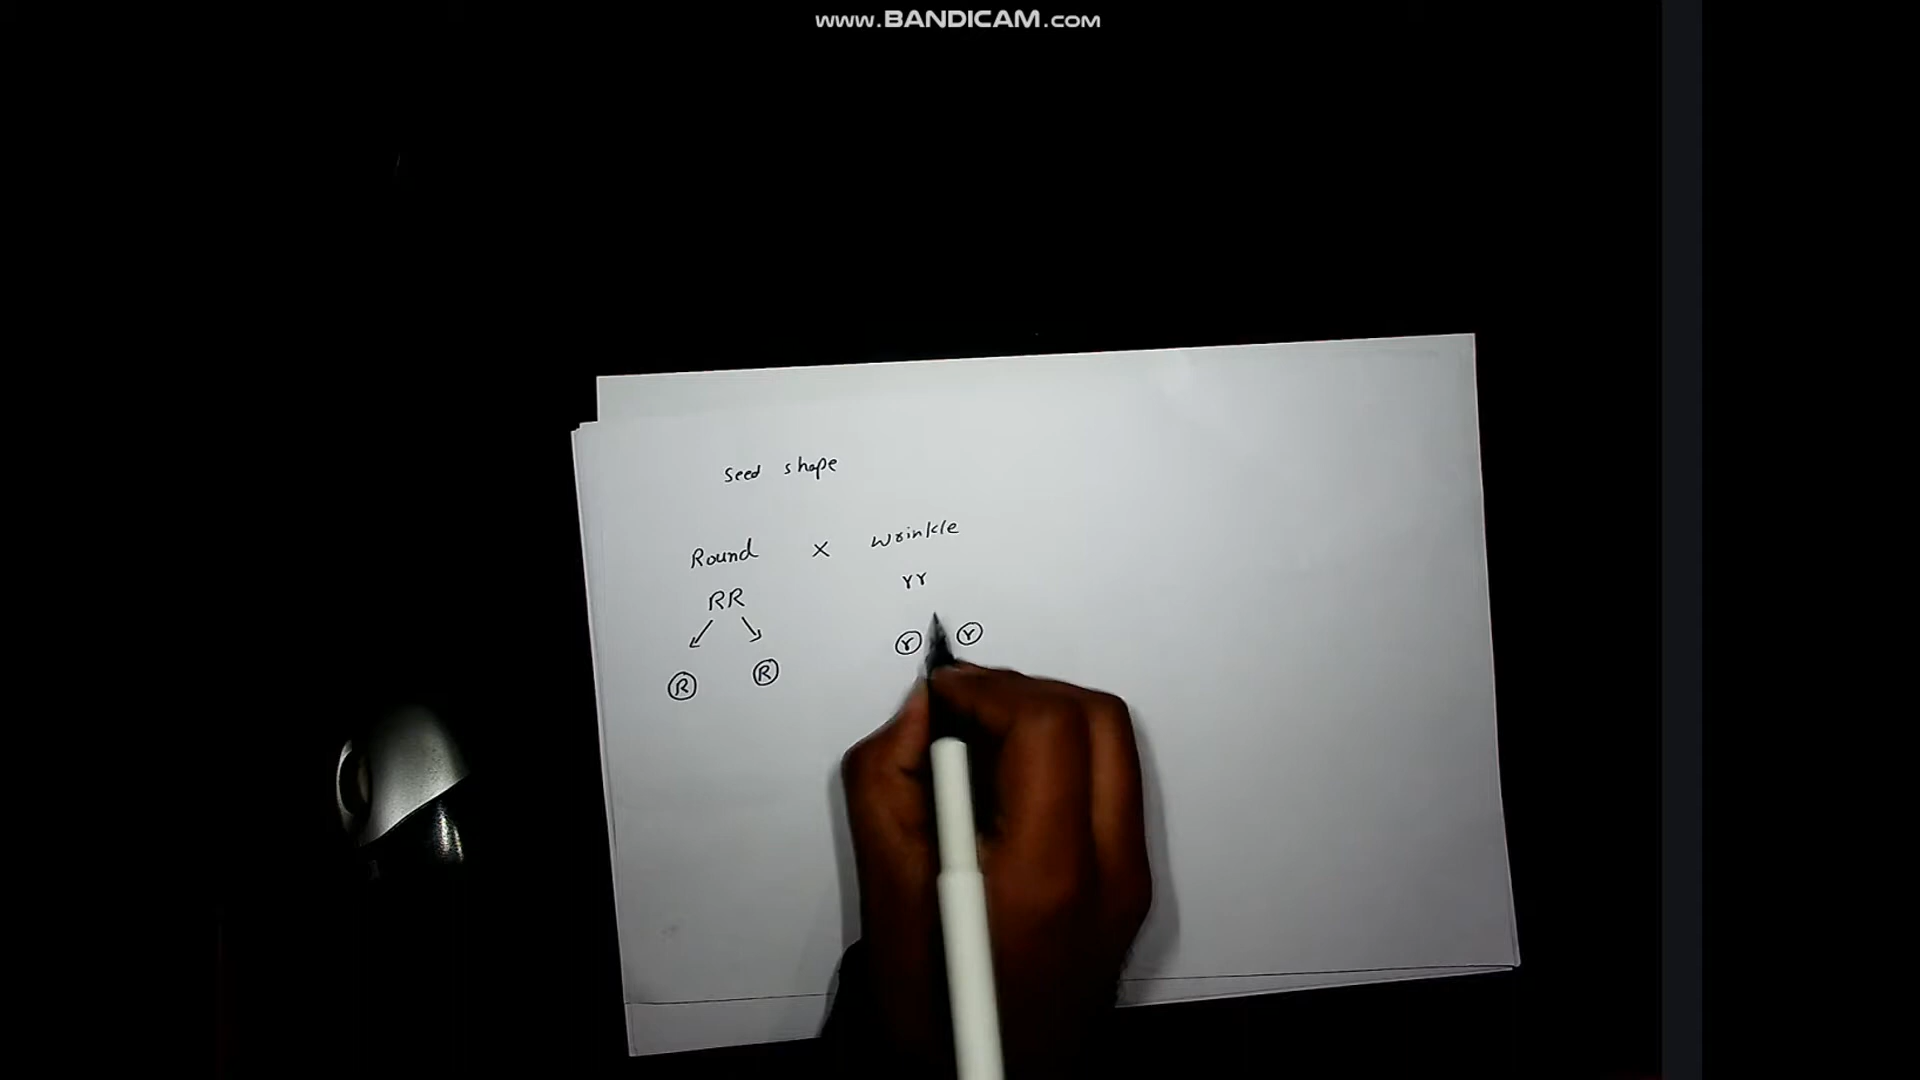 www.BANDICAM.com
Seed shape
Round × wrinkle
RR rr
R R r r